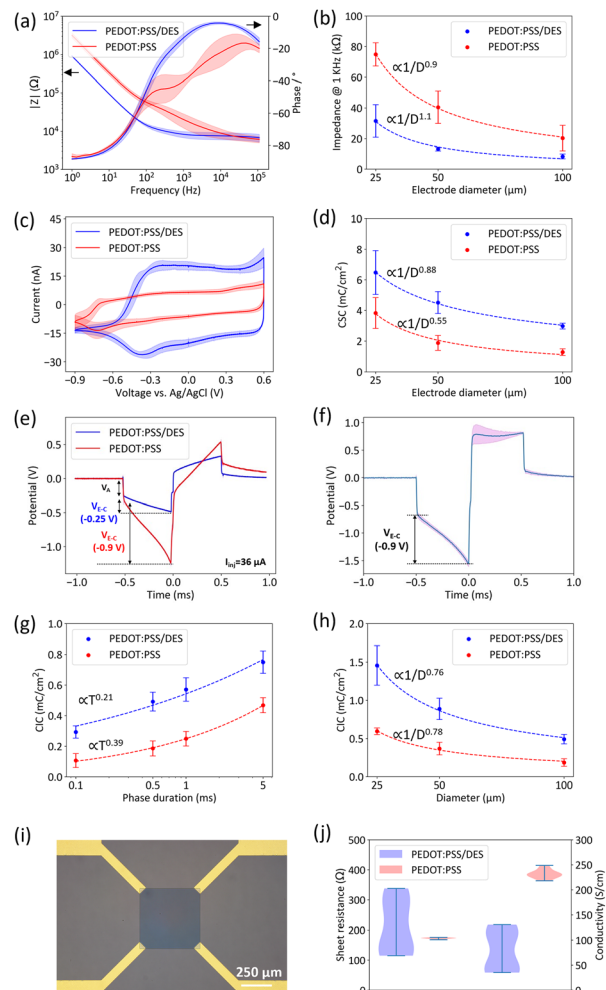 (a)
PEDOT:PSS/DES
PEDOT:PSS
10⁷
10⁶
10⁵
10⁴
10³
|Z| (Ω)
0
−20
−40
−60
−80
Phase /°
10⁰ 10¹ 10² 10³ 10⁴ 10⁵
Frequency (Hz)
(b)
PEDOT:PSS/DES
PEDOT:PSS
100
80
60
40
20
0
Impedance @ 1 KHz (kΩ)
∝1/D^0.9
∝1/D^1.1
25 50 100
Electrode diameter (µm)
(c)
PEDOT:PSS/DES
PEDOT:PSS
45
30
15
0
−15
−30
Current (nA)
−0.9 −0.6 −0.3 0.0 0.3 0.6
Voltage vs. Ag/AgCl (V)
(d)
PEDOT:PSS/DES
PEDOT:PSS
10
8
6
4
2
0
CSC (mC/cm²)
∝1/D^0.88
∝1/D^0.55
25 50 100
Electrode diameter (µm)
(e)
PEDOT:PSS/DES
PEDOT:PSS
0.5
0.0
−0.5
−1.0
Potential (V)
V_A
V_E-C
(-0.25 V)
V_E-C
(-0.9 V)
I_inj=36 µA
−1.0 −0.5 0.0 0.5 1.0
Time (ms)
(f)
1.0
0.5
0.0
−0.5
−1.0
−1.5
Potential (V)
V_E-C
(-0.9 V)
−1.0 −0.5 0.0 0.5 1.0
Time (ms)
(g)
PEDOT:PSS/DES
PEDOT:PSS
1.0
0.8
0.6
0.4
0.2
0.0
CIC (mC/cm²)
∝T^0.21
∝T^0.39
0.1 0.5 1 5
Phase duration (ms)
(h)
PEDOT:PSS/DES
PEDOT:PSS
2.0
1.5
1.0
0.5
0.0
CIC (mC/cm²)
∝1/D^0.76
∝1/D^0.78
25 50 100
Diameter (µm)
(i)
250 µm
(j)
PEDOT:PSS/DES
PEDOT:PSS
500
400
300
200
100
Sheet resistance (Ω)
300
250
200
150
100
50
0
Conductivity (S/cm)